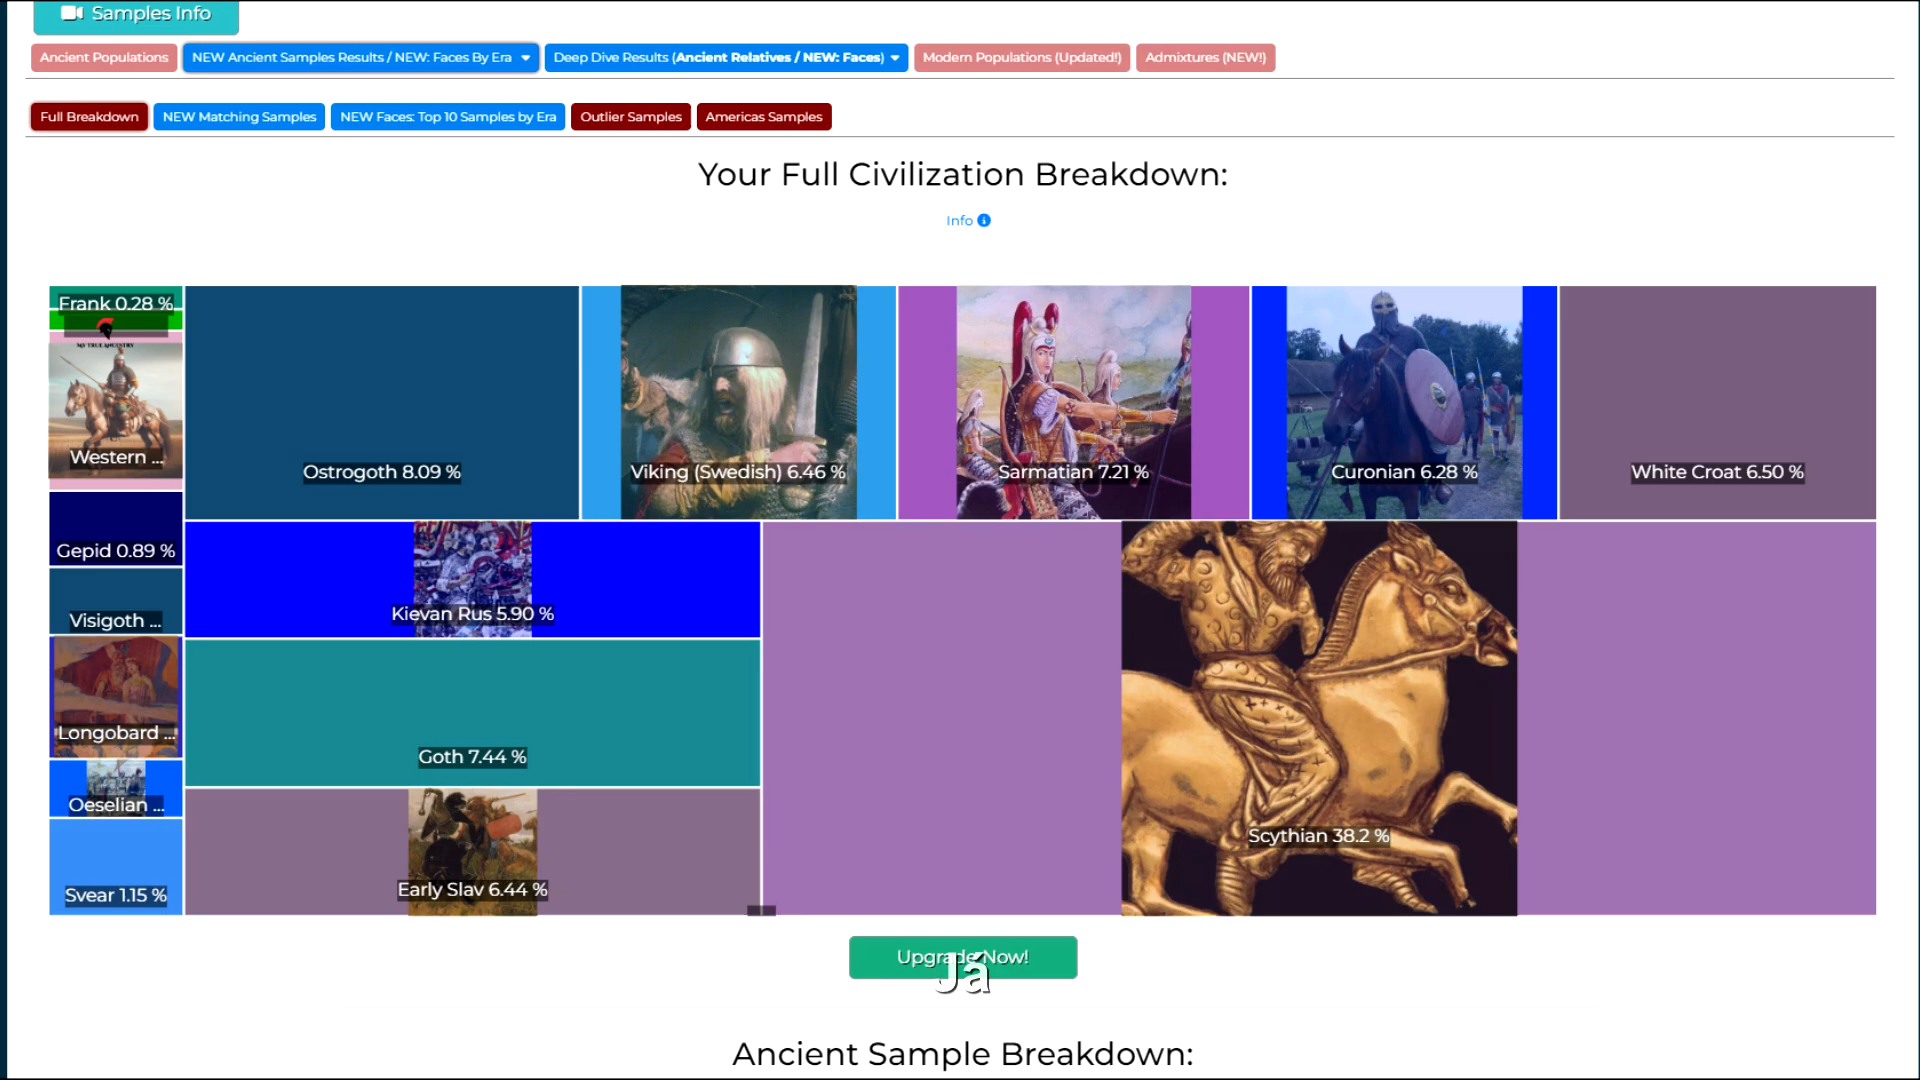 Samples Info
Ancient Populations
NEW Ancient Samples Results / NEW: Faces By Era
Deep Dive Results (Ancient Relatives / NEW: Faces)
Modern Populations (Updated!)
Admixtures (NEW!)
Full Breakdown
NEW Matching Samples
NEW Faces: Top 10 Samples by Era
Outlier Samples
Americas Samples
Your Full Civilization Breakdown:
Info
Frank 0.28 %
MY TRUE ANCESTRY
Western ...
Gepid 0.89 %
Visigoth ...
Longobard ...
Oeselian ...
Svear 1.15 %
Ostrogoth 8.09 %
Viking (Swedish) 6.46 %
Sarmatian 7.21 %
Curonian 6.28 %
White Croat 6.50 %
Kievan Rus 5.90 %
Goth 7.44 %
Early Slav 6.44 %
Scythian 38.2 %
Upgrade Now!
Já
Ancient Sample Breakdown: